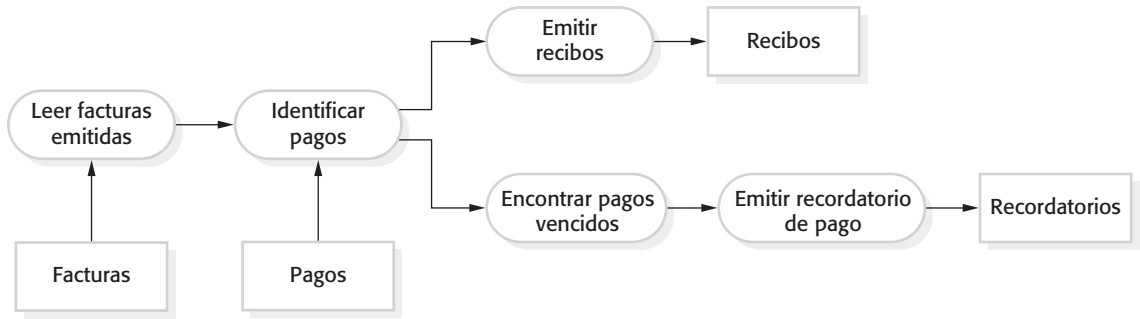 Emitir
recibos
Recibos
Leer facturas
emitidas
Identificar
pagos
Encontrar pagos
vencidos
Emitir recordatorio
de pago
Recordatorios
Facturas
Pagos